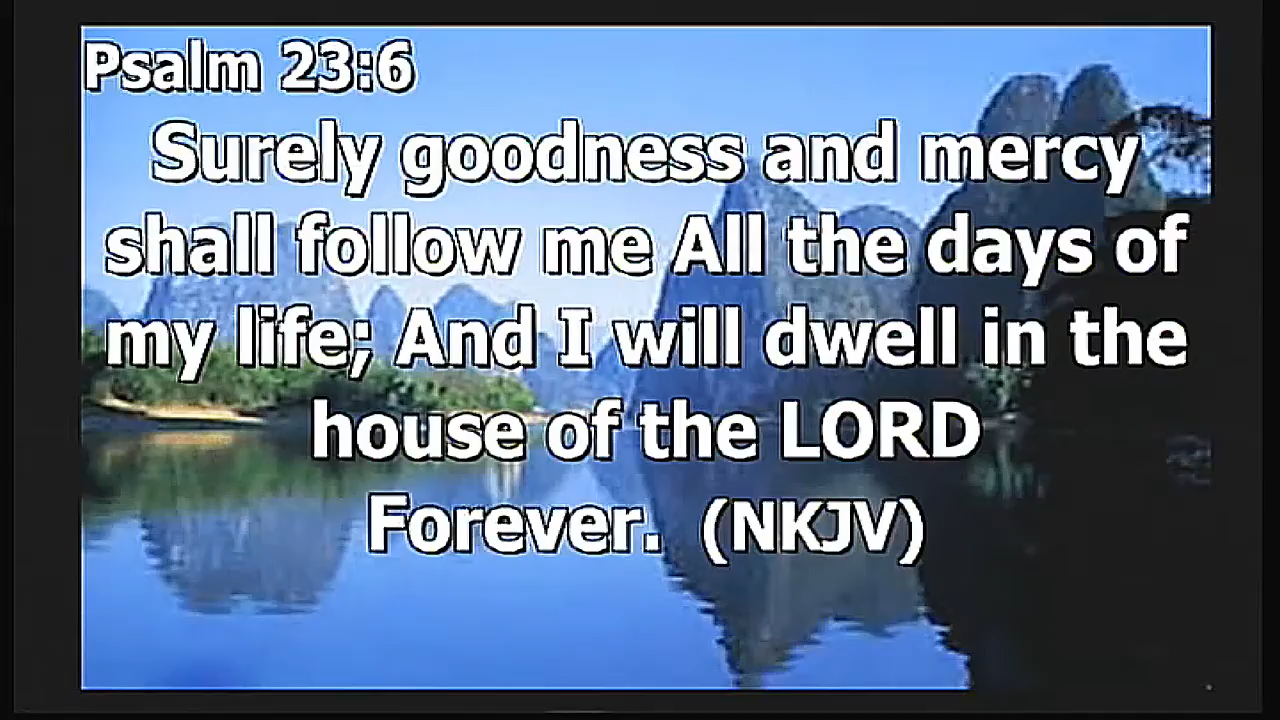 Psalm 23:6
Surely goodness and mercy
shall follow me All the days of
my life; And I will dwell in the
house of the LORD
Forever. (NKJV)